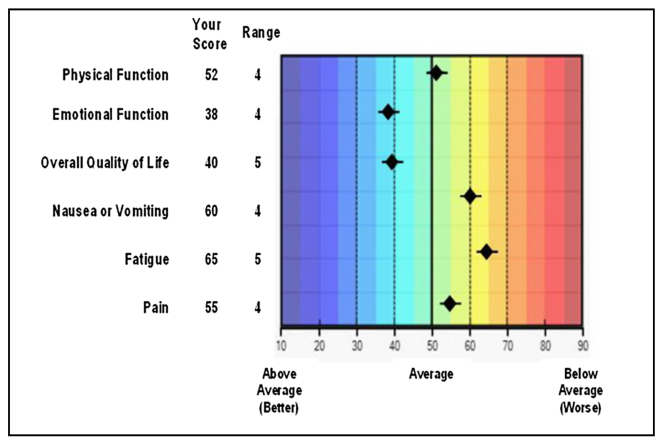 Your
Score
Range
Physical Function 52 4
Emotional Function 38 4
Overall Quality of Life 40 5
Nausea or Vomiting 60 4
Fatigue 65 5
Pain 55 4
10 20 30 40 50 60 70 80 90
Above
Average
(Better)
Average
Below
Average
(Worse)